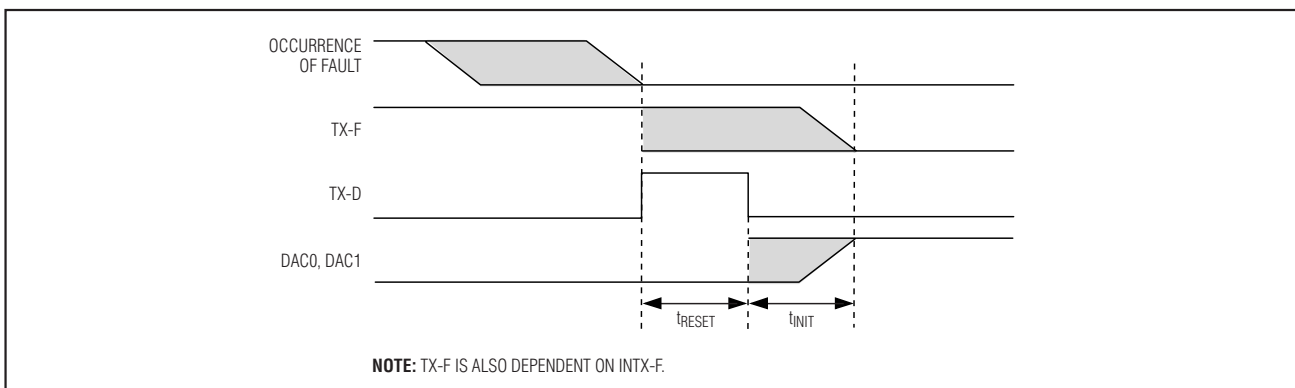 OCCURRENCE
OF FAULT
TX-F
TX-D
DAC0, DAC1
tRESET
tINIT
NOTE: TX-F IS ALSO DEPENDENT ON INTX-F.